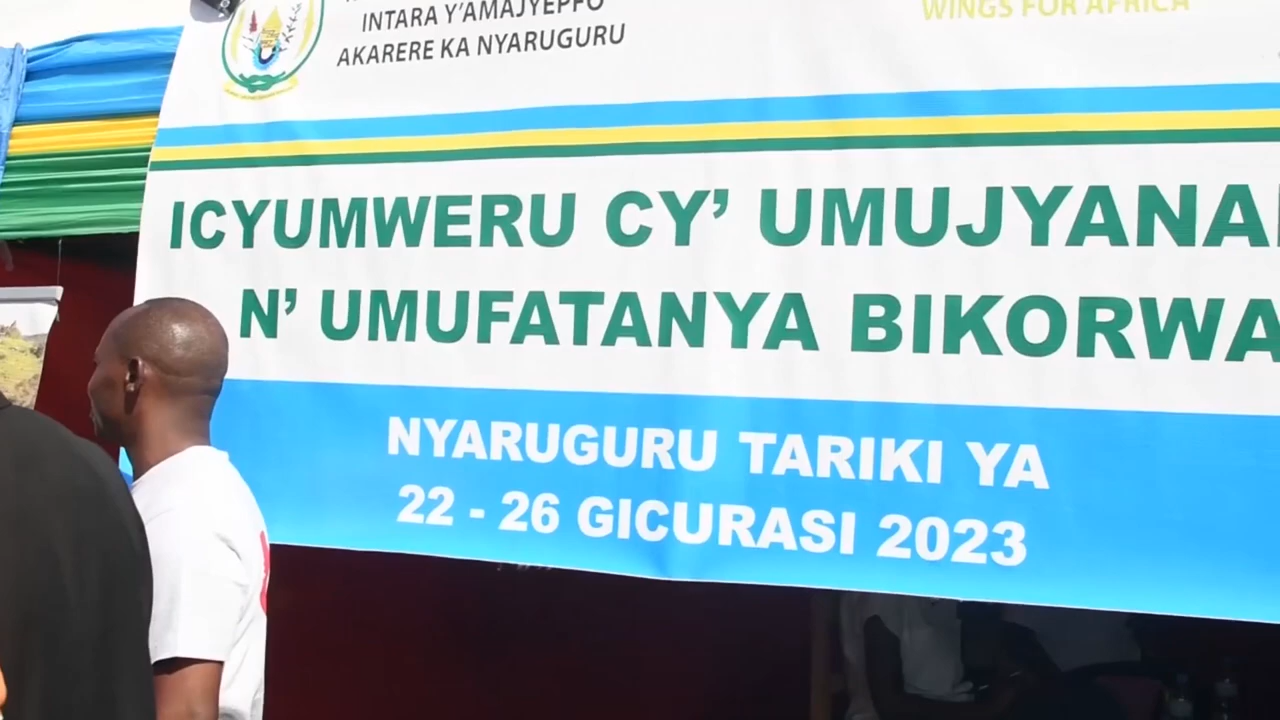 INTARA Y'AMAJYEPFO
AKARERE KA NYARUGURU
WINGS FOR AFRICA
ICYUMWERU CY' UMUJYANA
N' UMUFATANYA BIKORWA
NYARUGURU TARIKI YA
22 - 26 GICURASI 2023